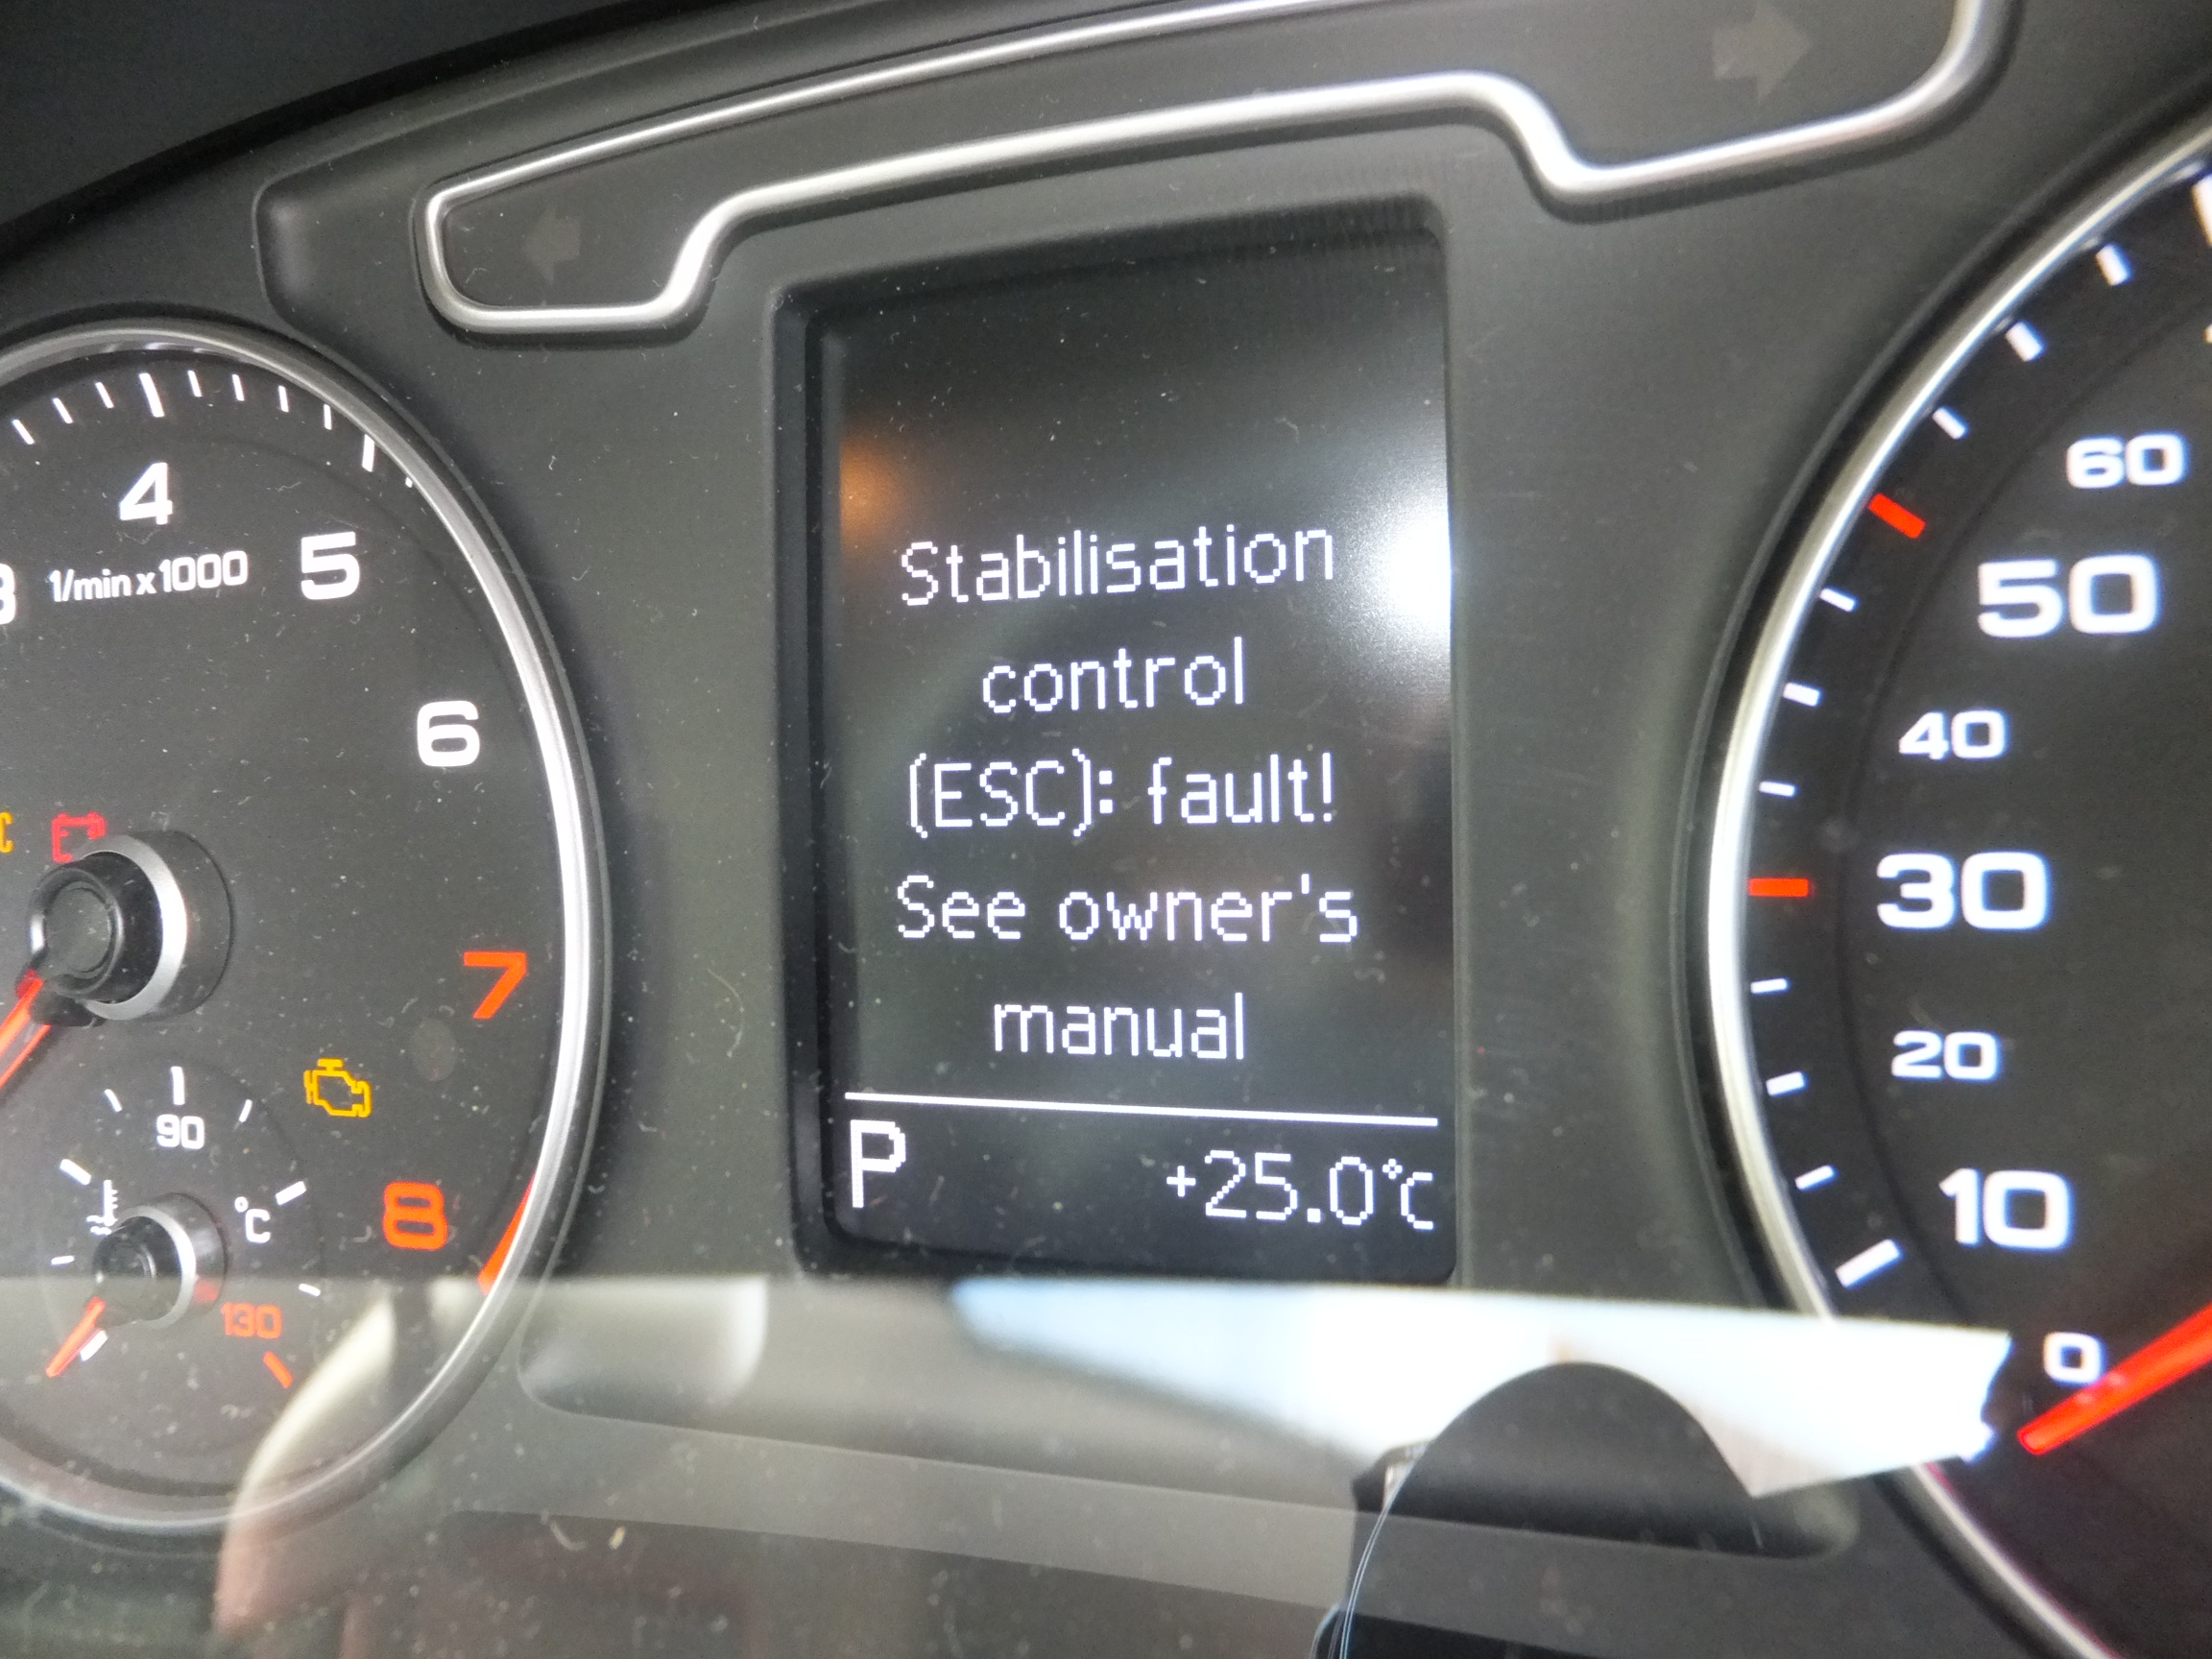 4
1/min x 1000
5
6
7
8
90
°C
130
Stabilisation
control
(ESC): fault!
See owner's
manual
P +25.0°C
60
50
40
30
20
10
0